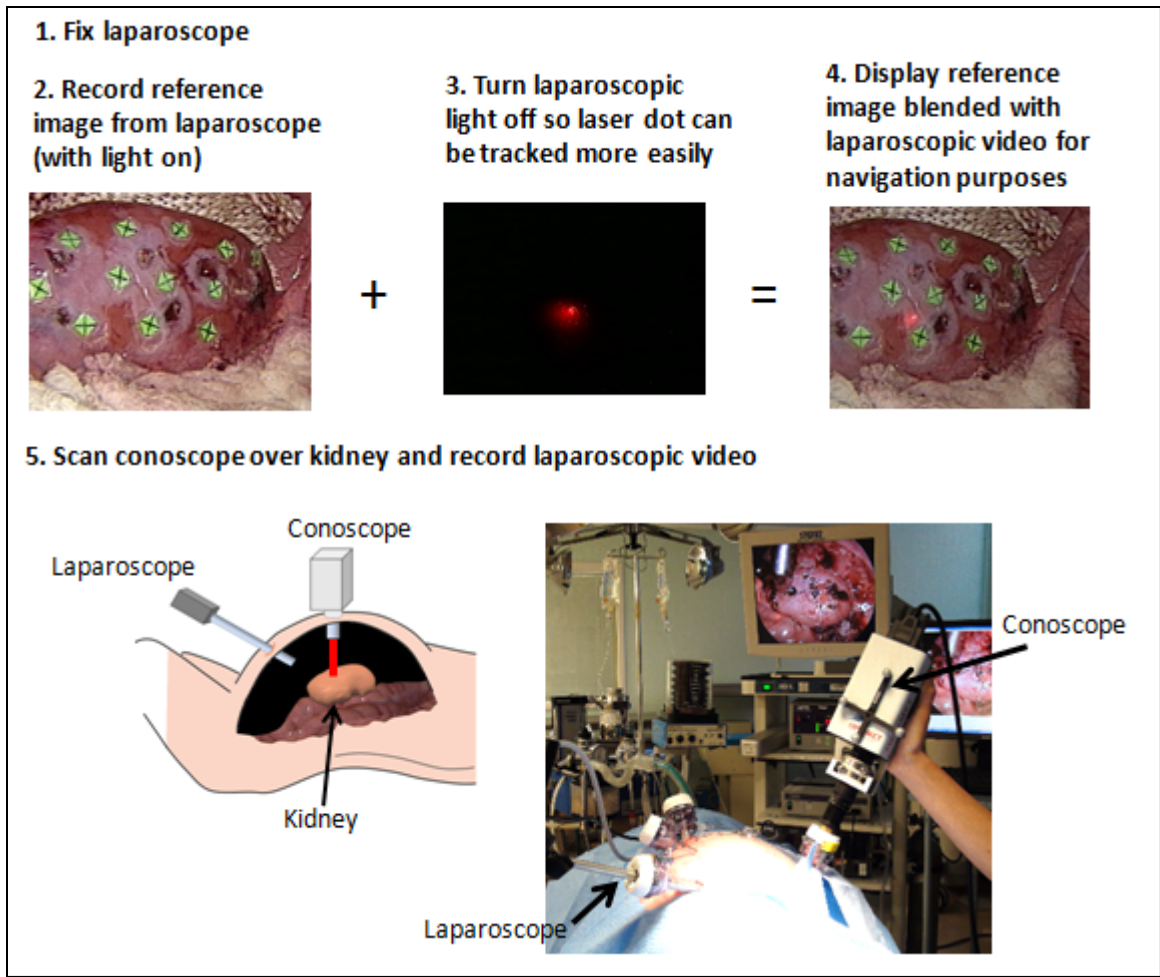 1. Fix laparoscope
2. Record reference
image from laparoscope
(with light on)
3. Turn laparoscopic
light off so laser dot can
be tracked more easily
4. Display reference
image blended with
laparoscopic video for
navigation purposes
+
=
5. Scan conoscope over kidney and record laparoscopic video
Conoscope
Laparoscope
Kidney
Conoscope
Laparoscope